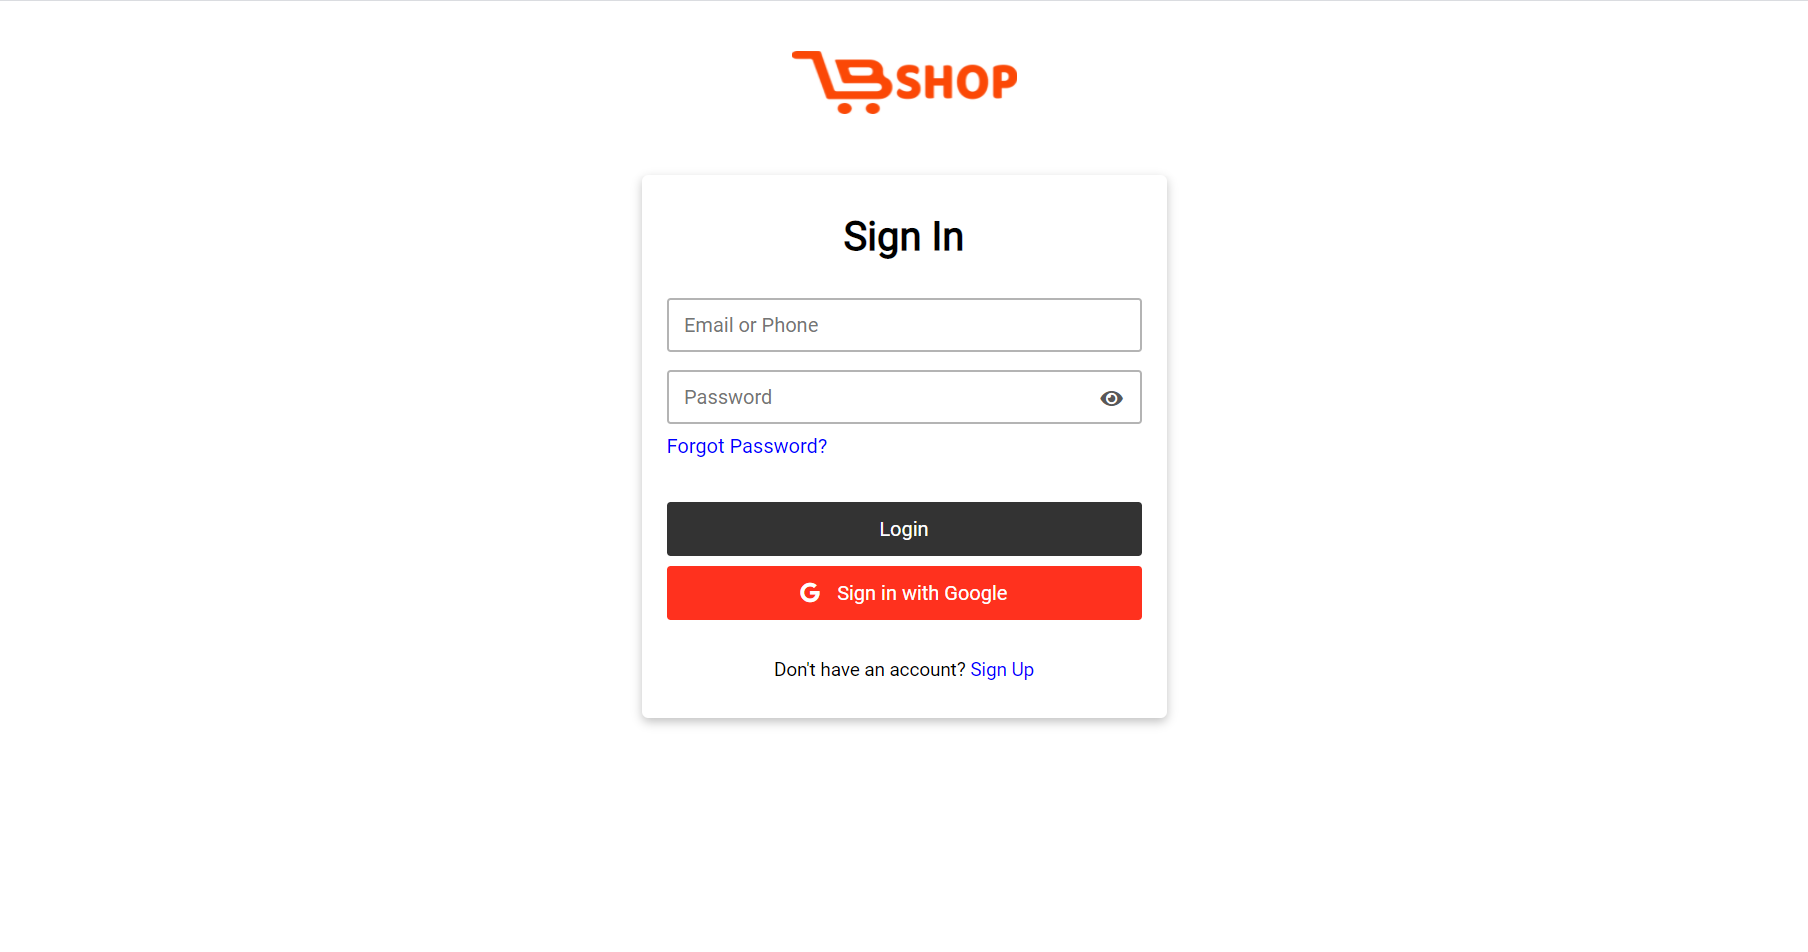 BSHOP
Sign In
Email or Phone
Password
Forgot Password?
Login
G Sign in with Google
Don't have an account? Sign Up